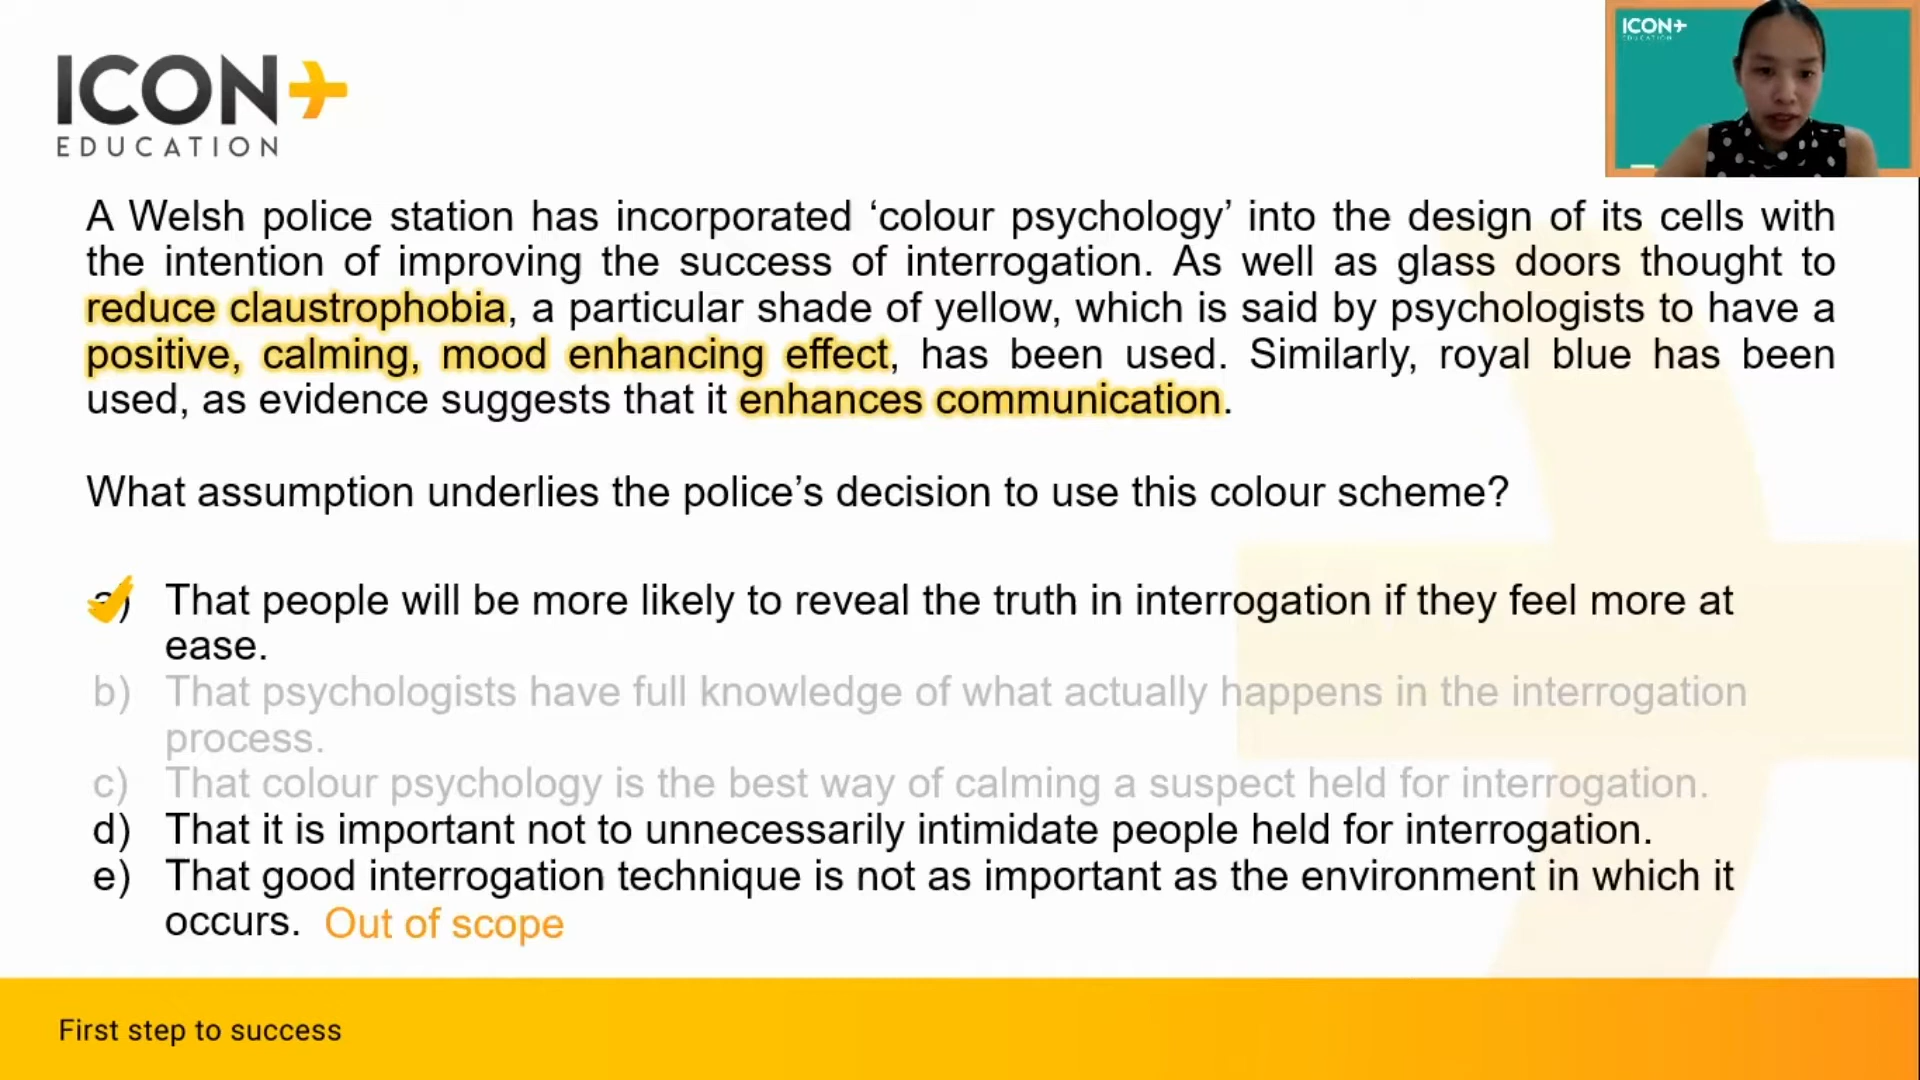 ICON+
EDUCATION
ICON+
EDUCATION
A Welsh police station has incorporated ‘colour psychology’ into the design of its cells with
the intention of improving the success of interrogation. As well as glass doors thought to
reduce claustrophobia, a particular shade of yellow, which is said by psychologists to have a
positive, calming, mood enhancing effect, has been used. Similarly, royal blue has been
used, as evidence suggests that it enhances communication.
What assumption underlies the police’s decision to use this colour scheme?
a) That people will be more likely to reveal the truth in interrogation if they feel more at
ease.
b) That psychologists have full knowledge of what actually happens in the interrogation
process.
c) That colour psychology is the best way of calming a suspect held for interrogation.
d) That it is important not to unnecessarily intimidate people held for interrogation.
e) That good interrogation technique is not as important as the environment in which it
occurs. Out of scope
First step to success